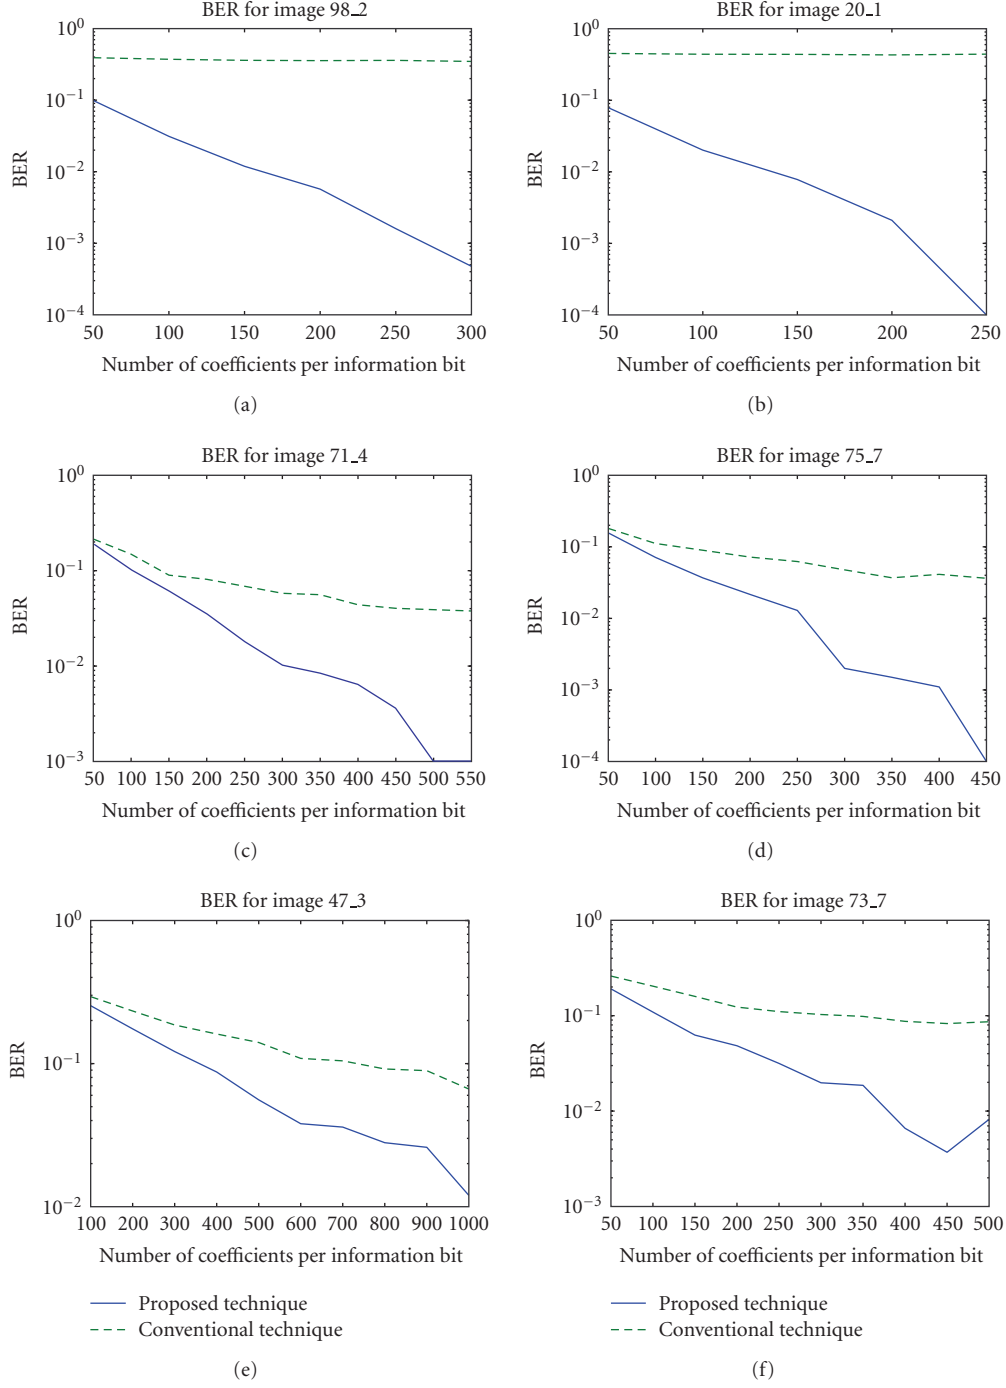 BER for image 98_2
10^0
10^−1
10^−2
10^−3
10^−4
BER
50 100 150 200 250 300
Number of coefficients per information bit
(a)
BER for image 20_1
10^0
10^−1
10^−2
10^−3
10^−4
BER
50 100 150 200 250
Number of coefficients per information bit
(b)
BER for image 71_4
10^0
10^−1
10^−2
10^−3
BER
50 100 150 200 250 300 350 400 450 500 550
Number of coefficients per information bit
(c)
BER for image 75_7
10^0
10^−1
10^−2
10^−3
10^−4
BER
50 100 150 200 250 300 350 400 450
Number of coefficients per information bit
(d)
BER for image 47_3
10^0
10^−1
10^−2
BER
100 200 300 400 500 600 700 800 900 1000
Number of coefficients per information bit
Proposed technique
Conventional technique
(e)
BER for image 73_7
10^0
10^−1
10^−2
10^−3
BER
50 100 150 200 250 300 350 400 450 500
Number of coefficients per information bit
Proposed technique
Conventional technique
(f)